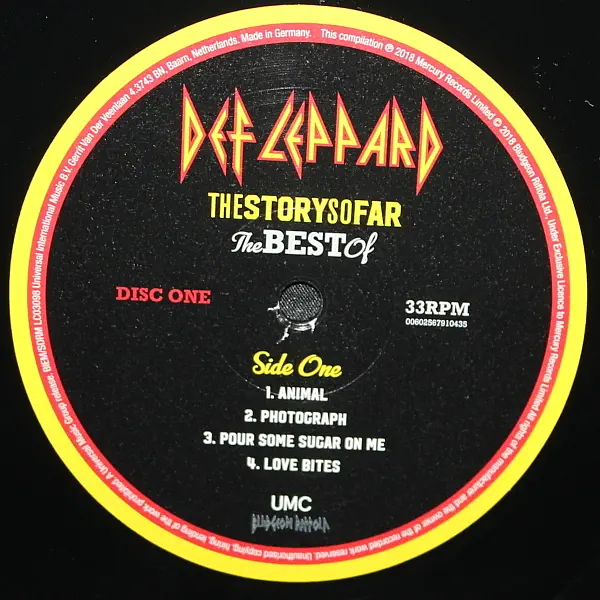 DEF LEPPARD
THE STORY SO FAR
The BEST Of
DISC ONE
33RPM
00602567910435
Side One
1. ANIMAL
2. PHOTOGRAPH
3. POUR SOME SUGAR ON ME
4. LOVE BITES
UMC
BLUDGEON RIFFOLA
This compilation ℗ 2018 Mercury Records Limited © 2018 Bludgeon Riffola Ltd., Under Exclusive Licence to Mercury Records Limited All rights of the manufacturer and the owner of the recorded work reserved. Unauthorised copying, hiring, lending of the work prohibited. A Universal Music Group release. BIEM/SDRM LC03098 Universal International Music B.V. Gerrit Van Der Veenlaan 4.3743 BN, Baarn, Netherlands. Made in Germany.